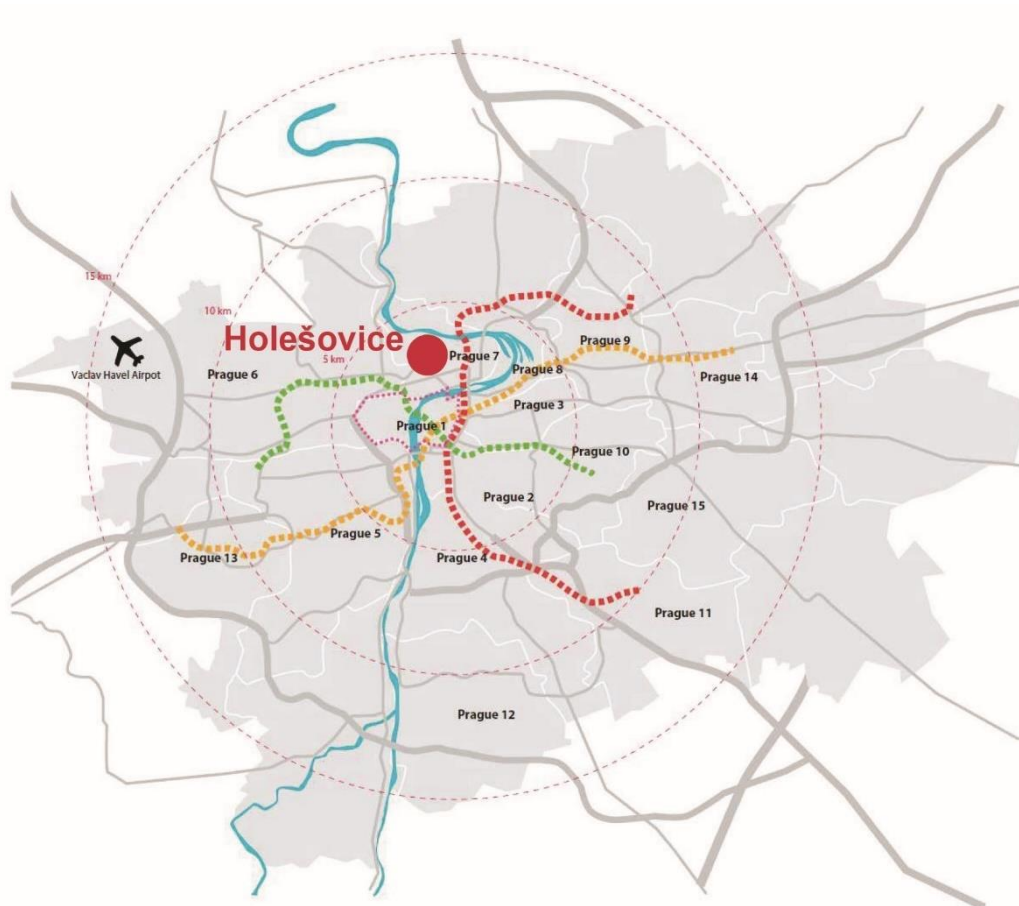 15 km
10 km
Holešovice
5 km
Prague 7
Prague 9
Vaclav Havel Airpot
Prague 6
Prague 8
Prague 14
Prague 3
Prague 1
Prague 10
Prague 2
Prague 15
Prague 5
Prague 13
Prague 4
Prague 11
Prague 12